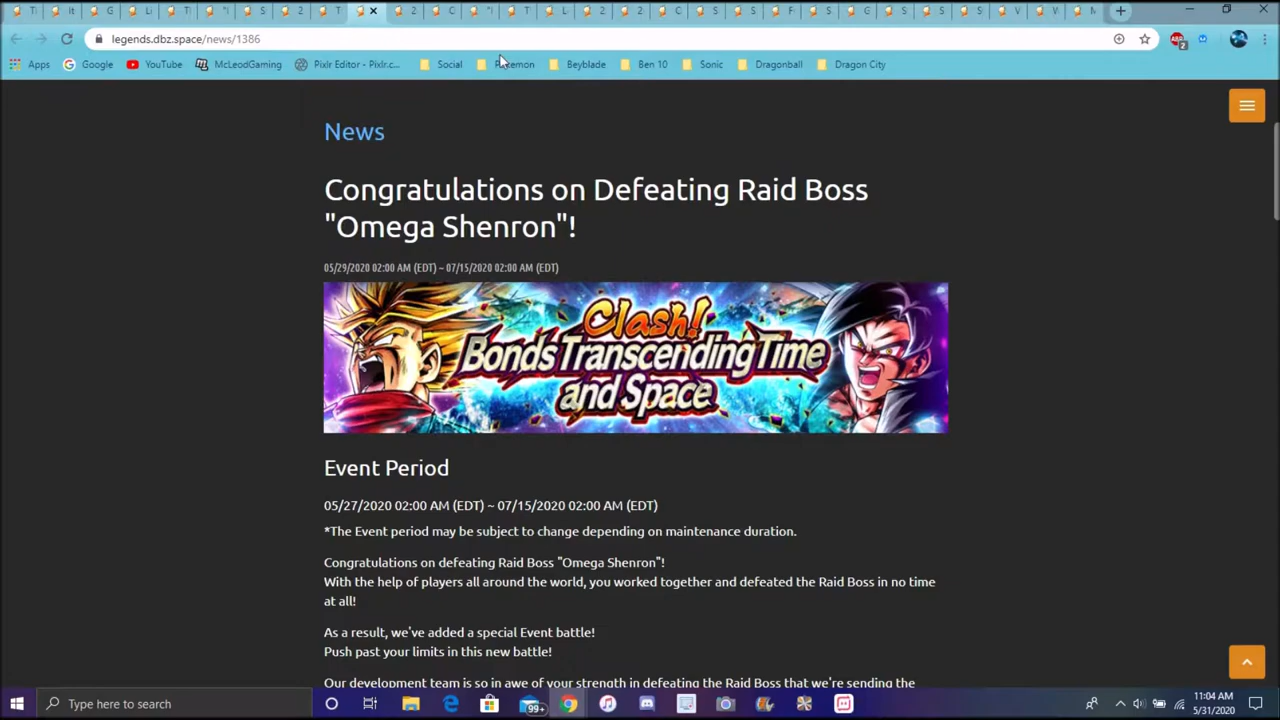 legends.dbz.space/news/1386
2
Apps Google YouTube McLeodGaming Pixlr Editor - Pixlr.c... Social Pokemon Beyblade Ben 10 Sonic Dragonball Dragon City
News
Congratulations on Defeating Raid Boss
"Omega Shenron"!
05/29/2020 02:00 AM (EDT) ~ 07/15/2020 02:00 AM (EDT)
Clash!
Bonds Transcending Time
and Space
Event Period
05/27/2020 02:00 AM (EDT) ~ 07/15/2020 02:00 AM (EDT)
*The Event period may be subject to change depending on maintenance duration.
Congratulations on defeating Raid Boss "Omega Shenron"!
With the help of players all around the world, you worked together and defeated the Raid Boss in no time
at all!
As a result, we've added a special Event battle!
Push past your limits in this new battle!
Our development team is so in awe of your strength in defeating the Raid Boss that we're sending the
Type here to search
99+
11:04 AM
5/31/2020